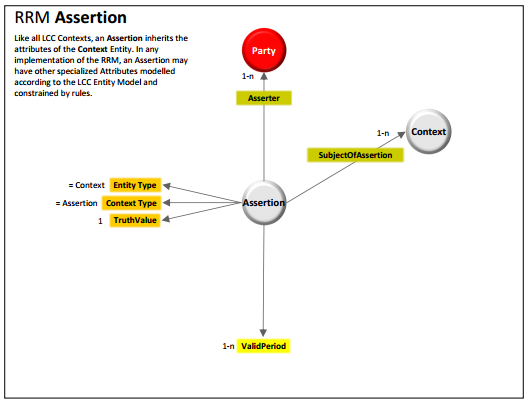 RRM Assertion
Like all LCC Contexts, an Assertion inherits the
attributes of the Context Entity. In any
implementation of the RRM, an Assertion may
have other specialized Attributes modelled
according to the LCC Entity Model and
constrained by rules.
Party
1-n
Asserter
1-n
Context
SubjectOfAssertion
= Context Entity Type
= Assertion Context Type
Assertion
1 TruthValue
1-n ValidPeriod